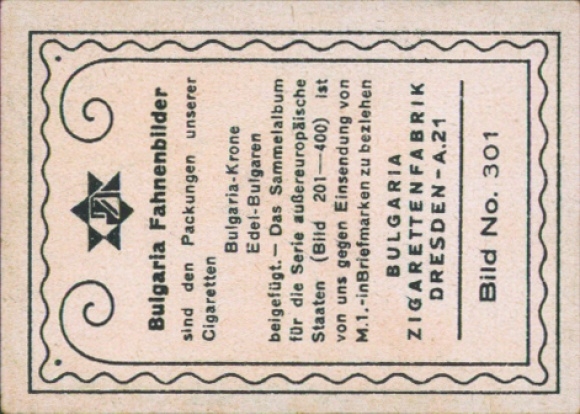 Bulgaria Fahnenbilder
sind den Packungen unserer
Cigaretten
Bulgaria-Krone
Edel-Bulgaren
beigefügt.— Das Sammelalbum
für die Serie außereuropäische
Staaten (Bild 201—400) ist
von uns gegen Einsendung von
M.1.-inBriefmarken zu beziehen
BULGARIA
ZIGARETTENFABRIK
DRESDEN-A.21
Bild No. 301